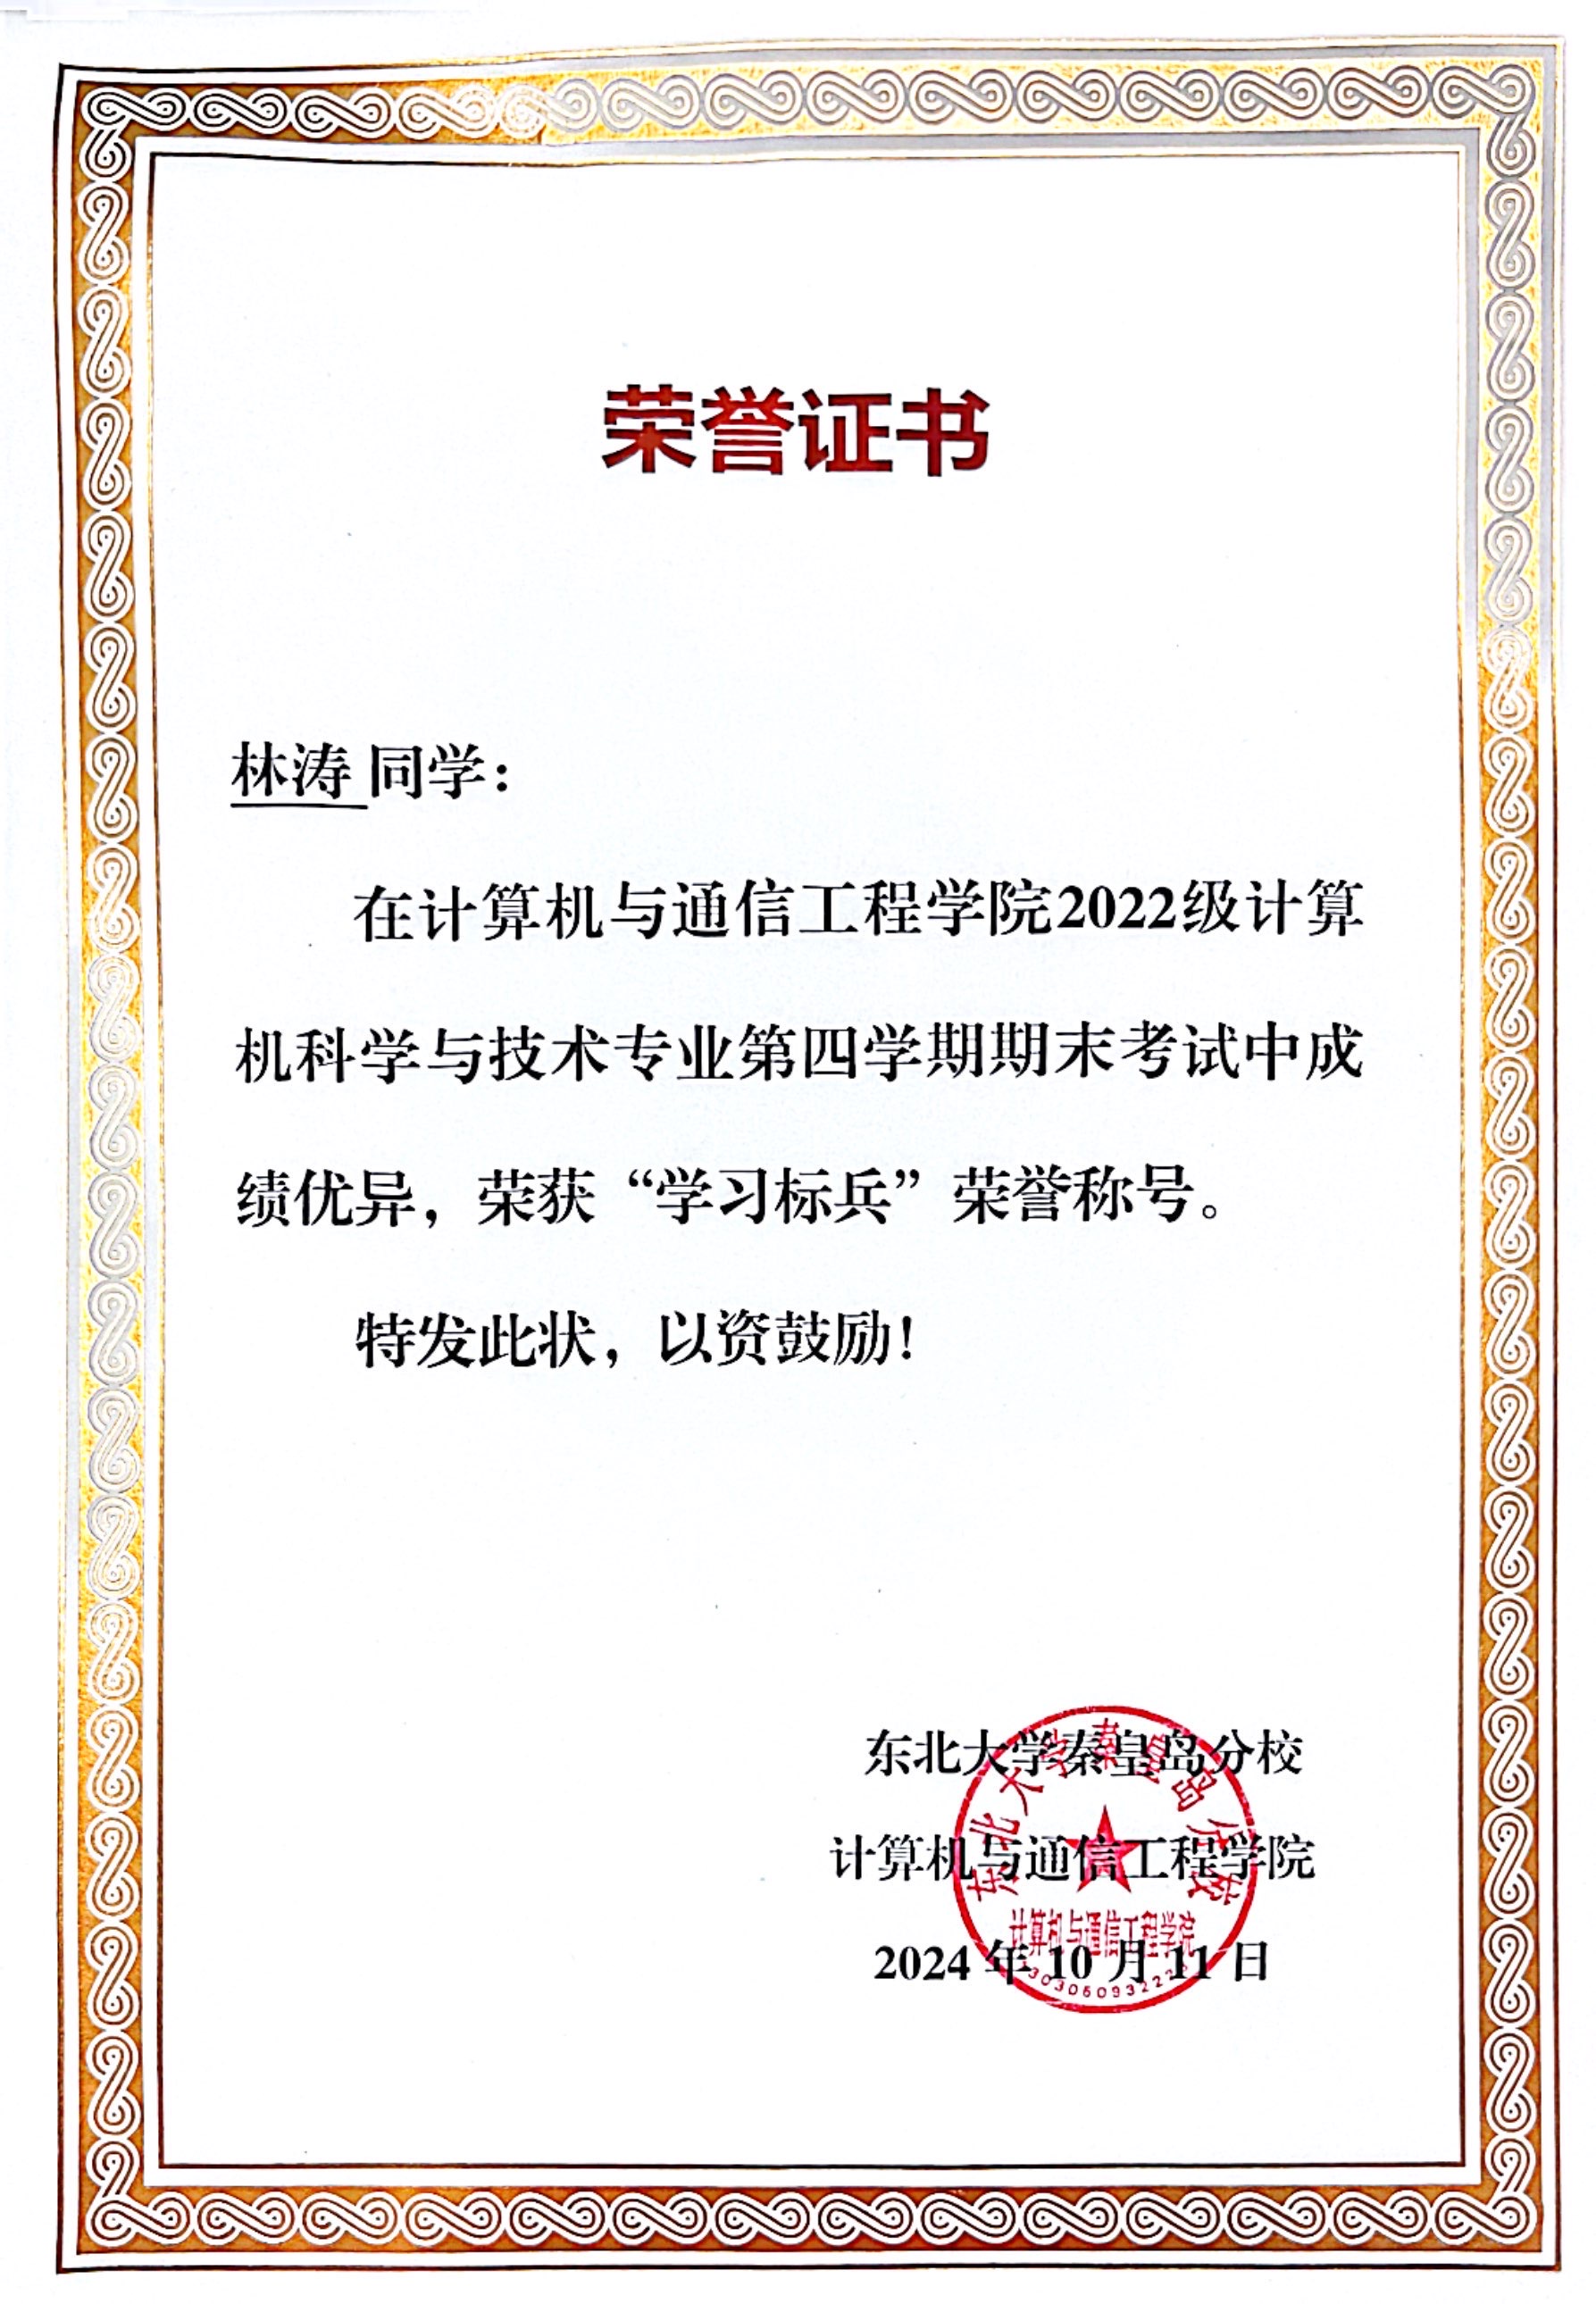 荣誉证书
林涛 同学：
在计算机与通信工程学院2022级计算
机科学与技术专业第四学期期末考试中成
绩优异，荣获“学习标兵”荣誉称号。
特发此状，以资鼓励！
东北大学秦皇岛分校
计算机与通信工程学院
2024 年 10 月 11 日
东北大学秦皇岛分校
计算机与通信工程学院